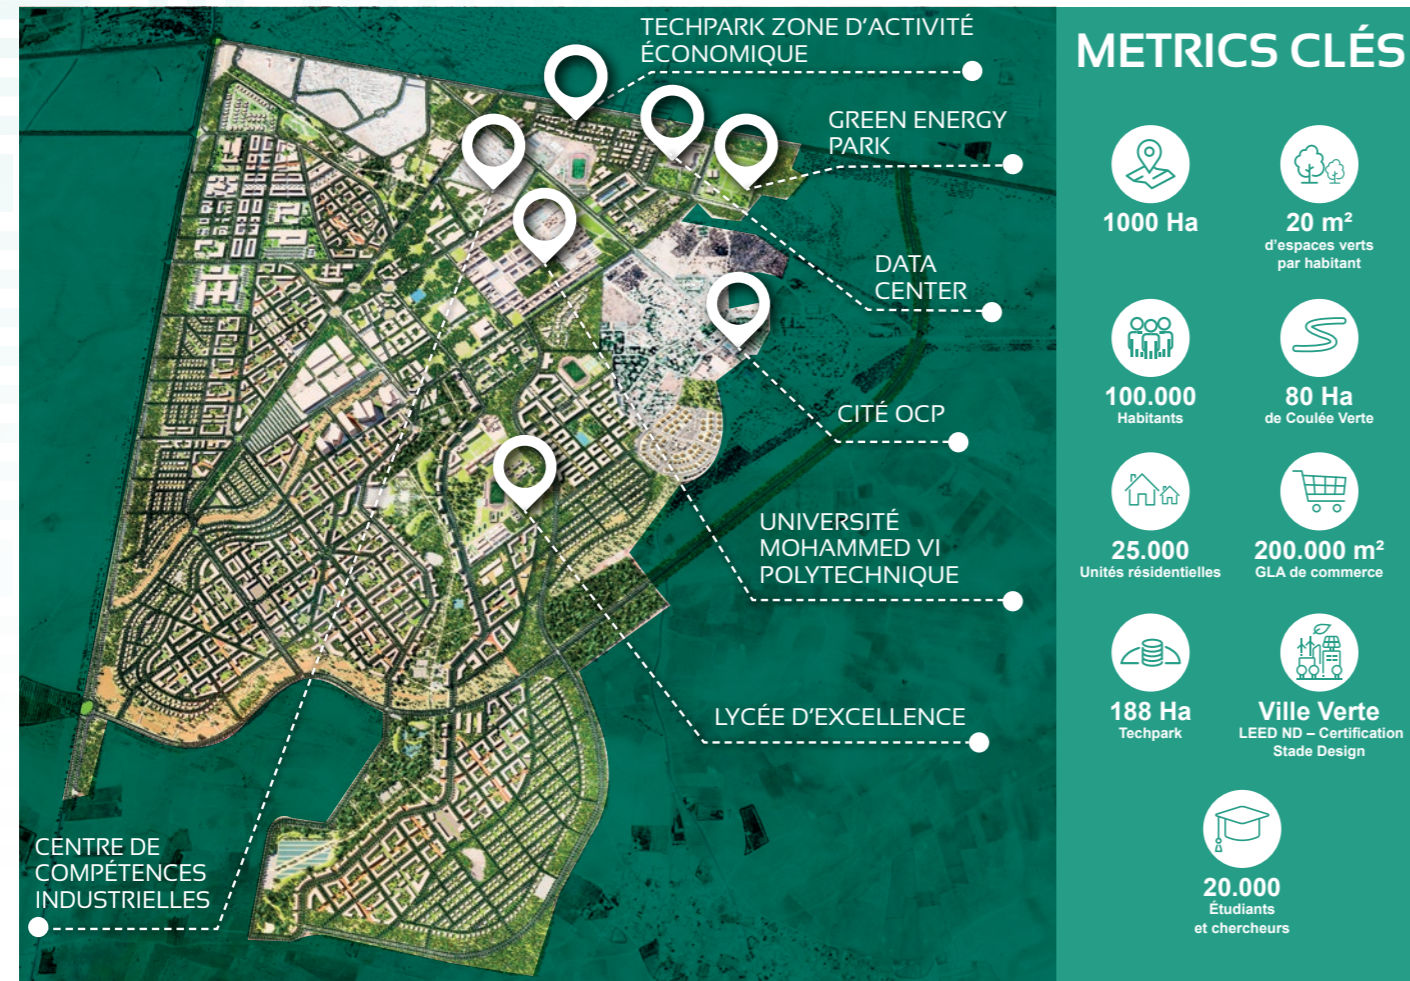 TECHPARK ZONE D'ACTIVITÉ
ÉCONOMIQUE
GREEN ENERGY
PARK
DATA
CENTER
CITÉ OCP
UNIVERSITÉ
MOHAMMED VI
POLYTECHNIQUE
LYCÉE D'EXCELLENCE
CENTRE DE
COMPÉTENCES
INDUSTRIELLES
METRICS CLÉS
1000 Ha
20 m²
d'espaces verts
par habitant
100.000
Habitants
80 Ha
de Coulée Verte
25.000
Unités résidentielles
200.000 m²
GLA de commerce
188 Ha
Techpark
Ville Verte
LEED ND – Certification
Stade Design
20.000
Étudiants
et chercheurs